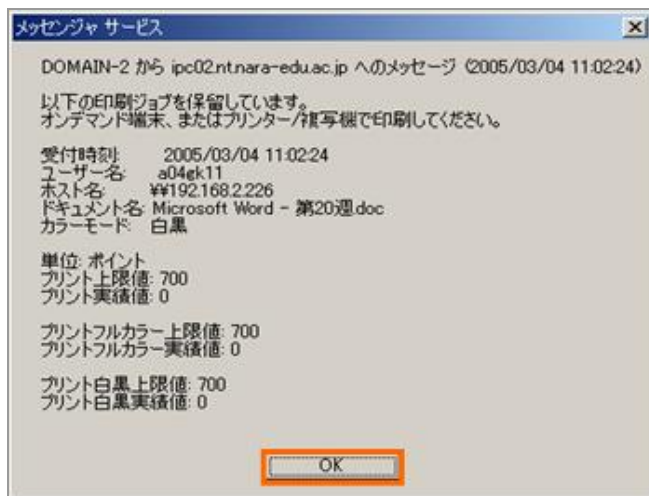 メッセンジャ サービス
DOMAIN-2 から ipc02.nt.nara-edu.ac.jp へのメッセージ (2005/03/04 11:02:24)
以下の印刷ジョブを保留しています。
オンデマンド端末、またはプリンター/複写機で印刷してください。
受付時刻: 2005/03/04 11:02:24
ユーザー名: a04gk11
ホスト名: ¥¥192.168.2.226
ドキュメント名: Microsoft Word - 第20週.doc
カラーモード: 白黒
単位: ポイント
プリント上限値: 700
プリント実績値: 0
プリントフルカラー上限値: 700
プリントフルカラー実績値: 0
プリント白黒上限値: 700
プリント白黒実績値: 0
OK